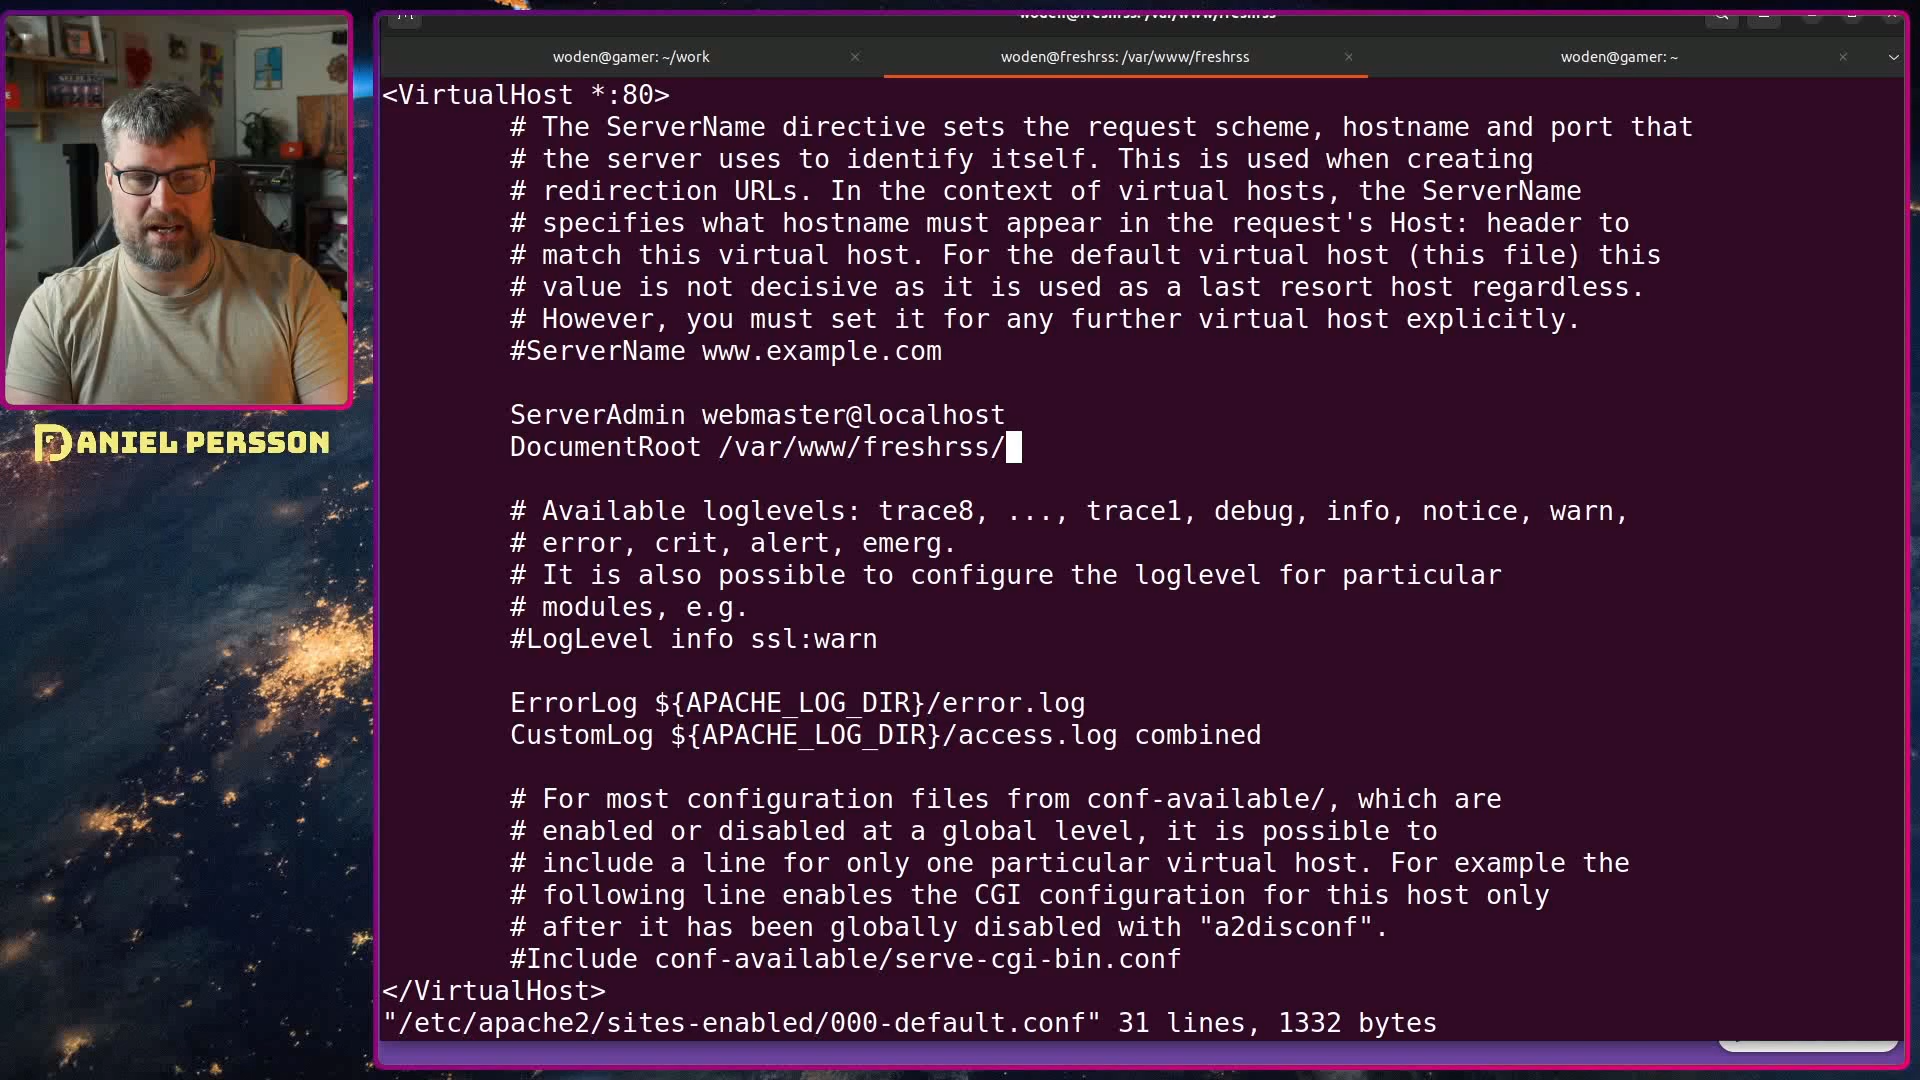 woden@freshrss: /var/www/freshrss
woden@gamer: ~/work
woden@freshrss: /var/www/freshrss
woden@gamer: ~
DANIEL PERSSON
<VirtualHost *:80>
# The ServerName directive sets the request scheme, hostname and port that
# the server uses to identify itself. This is used when creating
# redirection URLs. In the context of virtual hosts, the ServerName
# specifies what hostname must appear in the request's Host: header to
# match this virtual host. For the default virtual host (this file) this
# value is not decisive as it is used as a last resort host regardless.
# However, you must set it for any further virtual host explicitly.
#ServerName www.example.com
ServerAdmin webmaster@localhost
DocumentRoot /var/www/freshrss/
# Available loglevels: trace8, ..., trace1, debug, info, notice, warn,
# error, crit, alert, emerg.
# It is also possible to configure the loglevel for particular
# modules, e.g.
#LogLevel info ssl:warn
ErrorLog ${APACHE_LOG_DIR}/error.log
CustomLog ${APACHE_LOG_DIR}/access.log combined
# For most configuration files from conf-available/, which are
# enabled or disabled at a global level, it is possible to
# include a line for only one particular virtual host. For example the
# following line enables the CGI configuration for this host only
# after it has been globally disabled with "a2disconf".
#Include conf-available/serve-cgi-bin.conf
</VirtualHost>
"/etc/apache2/sites-enabled/000-default.conf" 31 lines, 1332 bytes